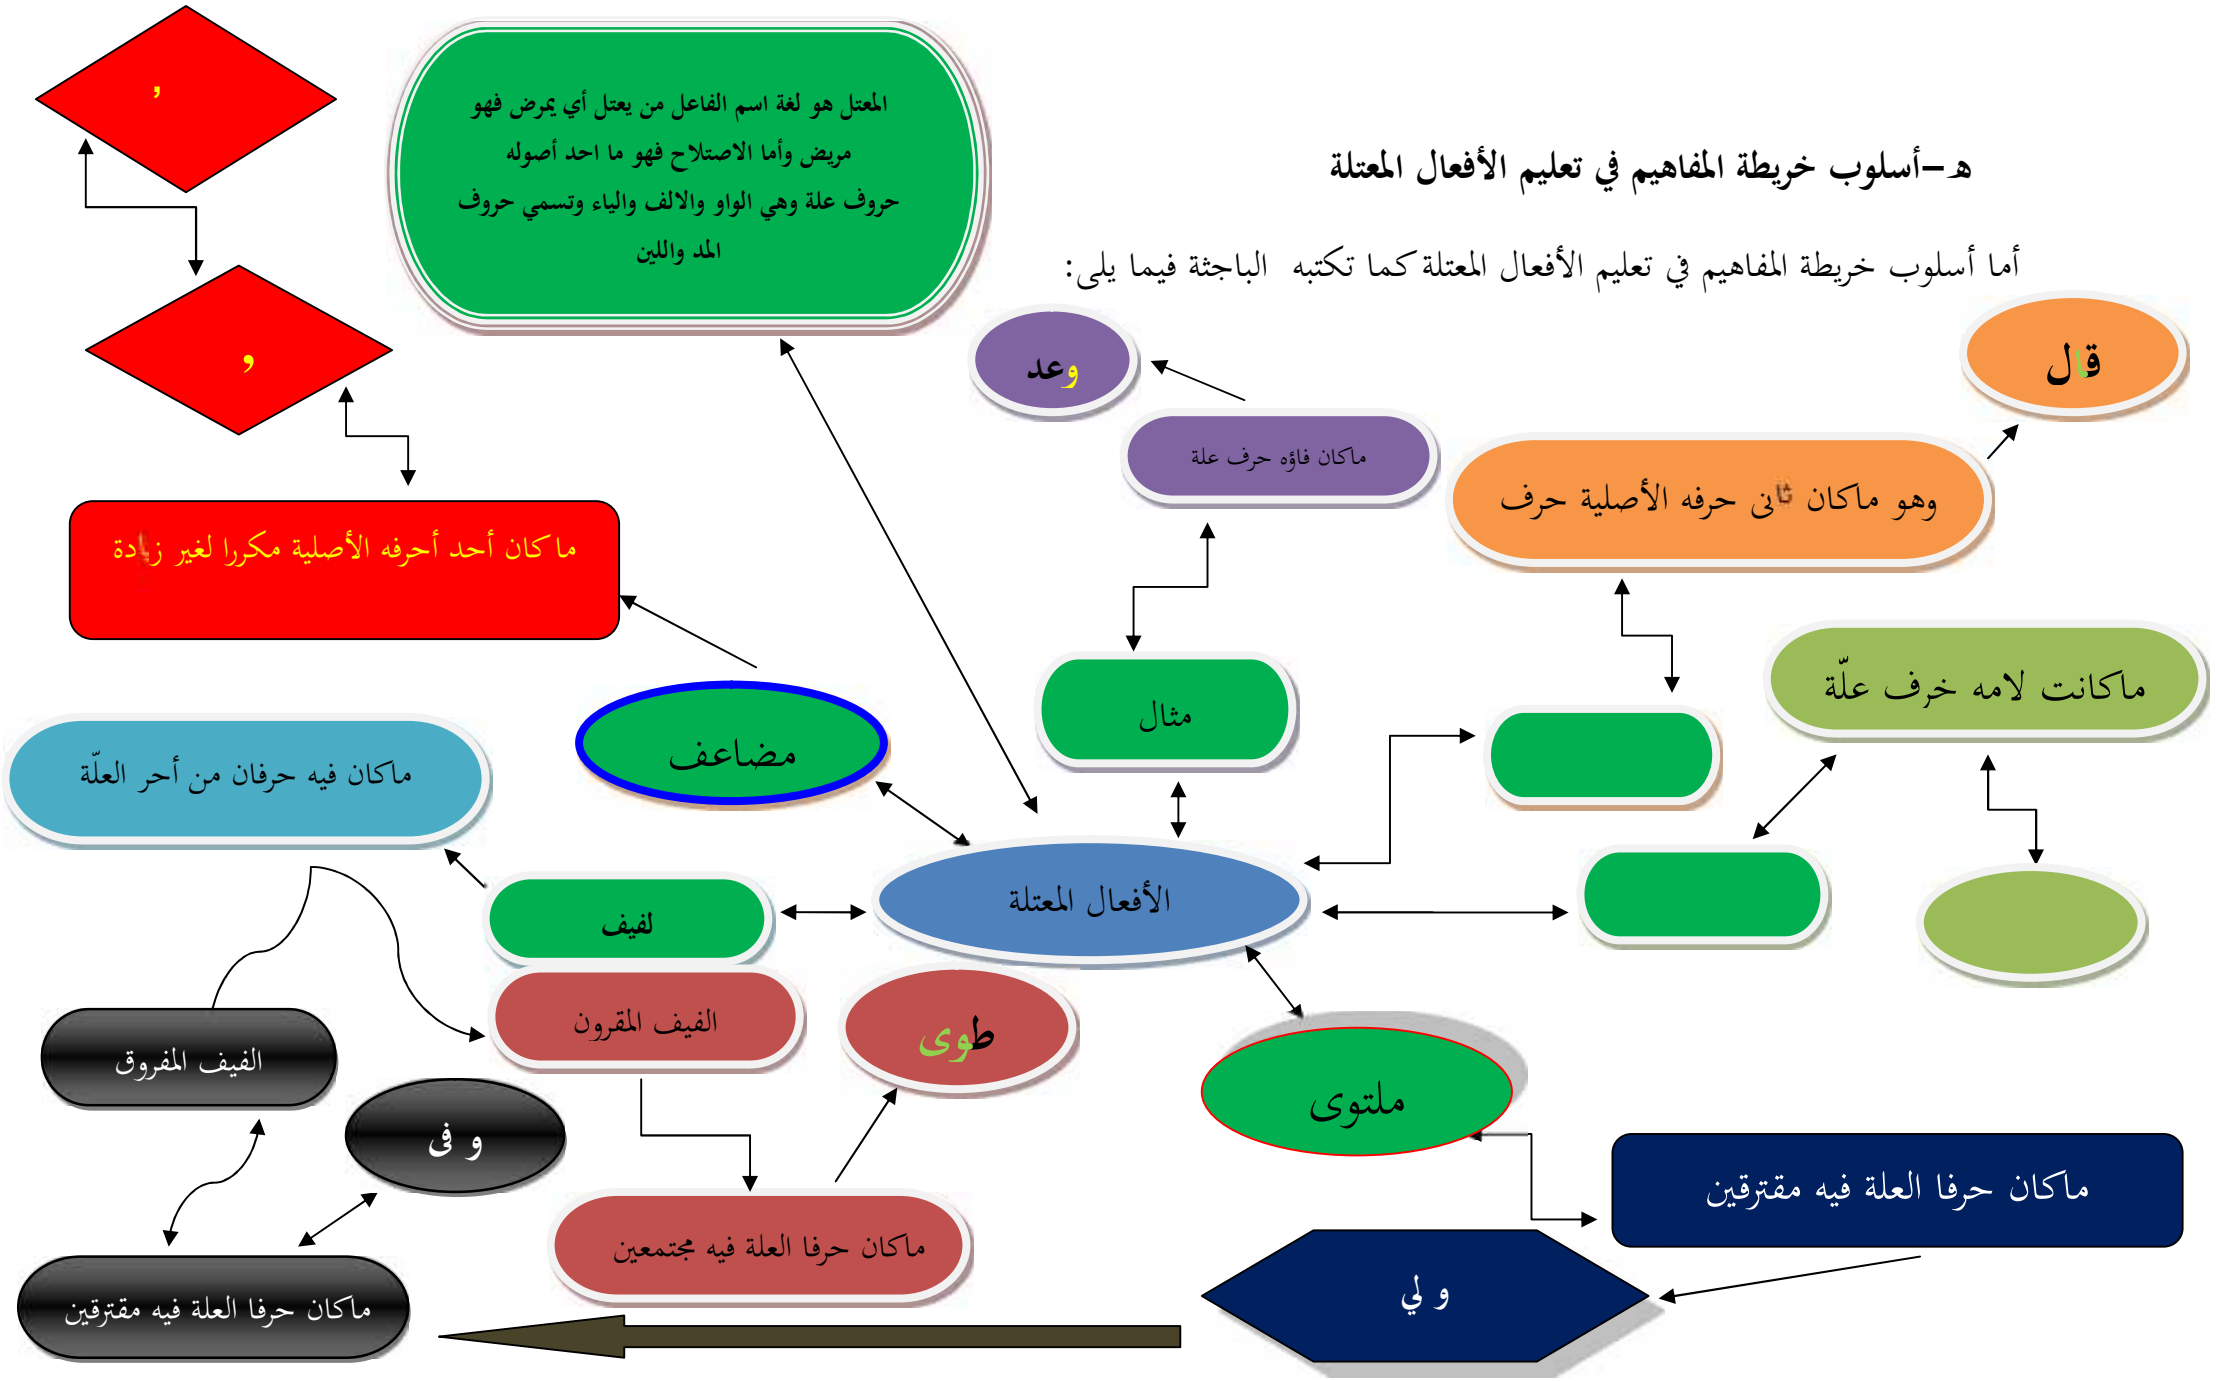 هـ–أسلوب خريطة المفاهيم في تعليم الأفعال المعتلة
أما أسلوب خريطة المفاهيم في تعليم الأفعال المعتلة كما تكتبه الباجثة فيما يلى:
المعتل هو لغة اسم الفاعل من يعتل أي يمرض فهو
مريض وأما الاصتلاح فهو ما احد أصوله
حروف علة وهي الواو والالف والياء وتسمي حروف
المد واللين
,
,
قال
وعد
ماكان فاؤه حرف علة
وهو ماكان ثانى حرفه الأصلية حرف
ماكان أحد أحرفه الأصلية مكررا لغير زيادة
ماكانت لامه خرف علّة
مثال
مضاعف
ماكان فيه حرفان من أحر العلّة
الأفعال المعتلة
لفيف
الفيف المقرون
طوى
الفيف المفروق
ملتوى
و فى
ماكان حرفا العلة فيه مقترقين
ماكان حرفا العلة فيه مجتمعين
و لي
ماكان حرفا العلة فيه مقترقين